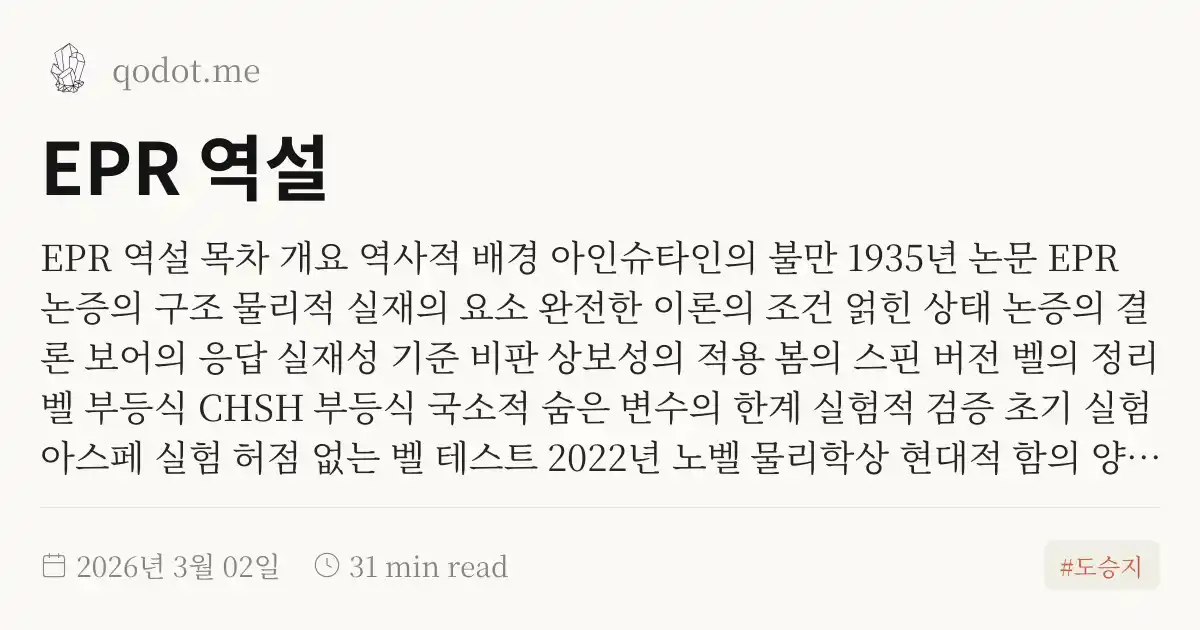 qodot.me
EPR 역설
EPR 역설 목차 개요 역사적 배경 아인슈타인의 불만 1935년 논문 EPR
논증의 구조 물리적 실재의 요소 완전한 이론의 조건 얽힌 상태 논증의 결
론 보어의 응답 실재성 기준 비판 상보성의 적용 봄의 스핀 버전 벨의 정리
벨 부등식 CHSH 부등식 국소적 숨은 변수의 한계 실험적 검증 초기 실험
아스페 실험 허점 없는 벨 테스트 2022년 노벨 물리학상 현대적 함의 양…
2026년 3월 02일 31 min read #도승지